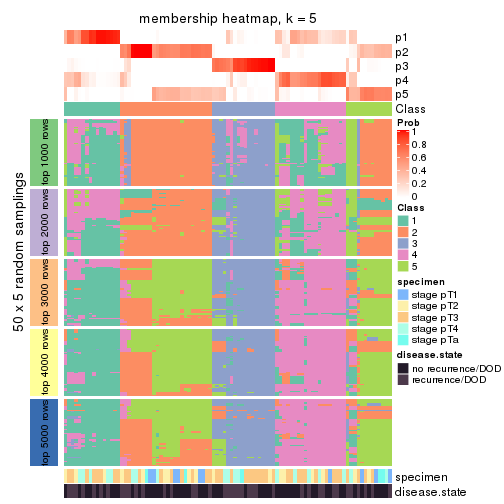 membership heatmap, k = 5
p1
p2
p3
p4
p5
Class
50 x 5 random samplings
top 1000 rows
top 2000 rows
top 3000 rows
top 4000 rows
top 5000 rows
specimen
disease.state
Prob
1
0.8
0.6
0.4
0.2
0
Class
1
2
3
4
5
specimen
stage pT1
stage pT2
stage pT3
stage pT4
stage pTa
disease.state
no recurrence/DOD
recurrence/DOD